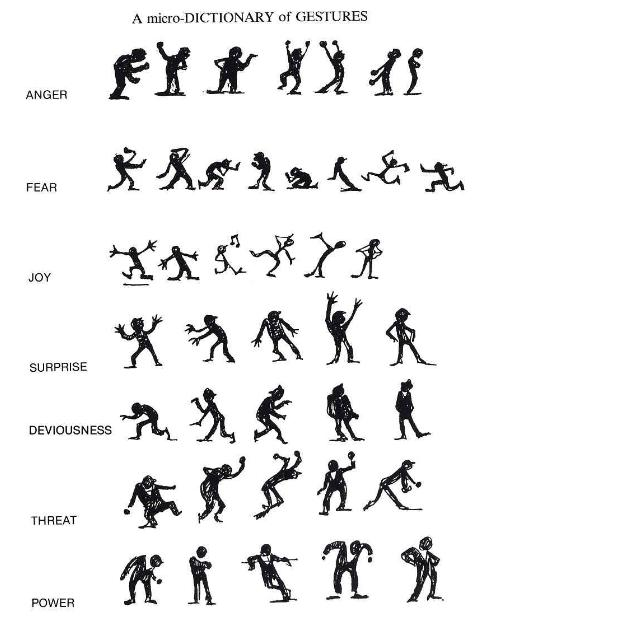 A micro-DICTIONARY of GESTURES
ANGER
FEAR
JOY
SURPRISE
DEVIOUSNESS
THREAT
POWER